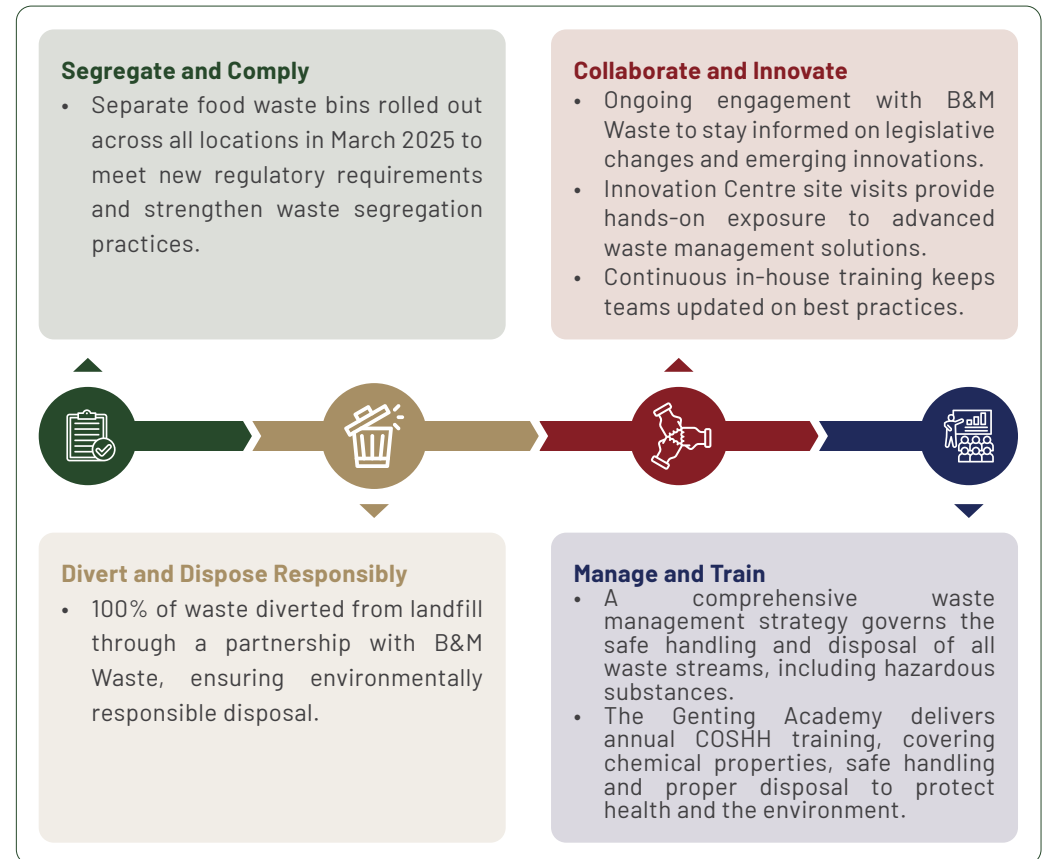 Segregate and Comply
• Separate food waste bins rolled out
across all locations in March 2025 to
meet new regulatory requirements
and strengthen waste segregation
practices.
Collaborate and Innovate
• Ongoing engagement with B&M
Waste to stay informed on legislative
changes and emerging innovations.
• Innovation Centre site visits provide
hands-on exposure to advanced
waste management solutions.
• Continuous in-house training keeps
teams updated on best practices.
Divert and Dispose Responsibly
• 100% of waste diverted from landfill
through a partnership with B&M
Waste, ensuring environmentally
responsible disposal.
Manage and Train
• A comprehensive waste
management strategy governs the
safe handling and disposal of all
waste streams, including hazardous
substances.
• The Genting Academy delivers
annual COSHH training, covering
chemical properties, safe handling
and proper disposal to protect
health and the environment.